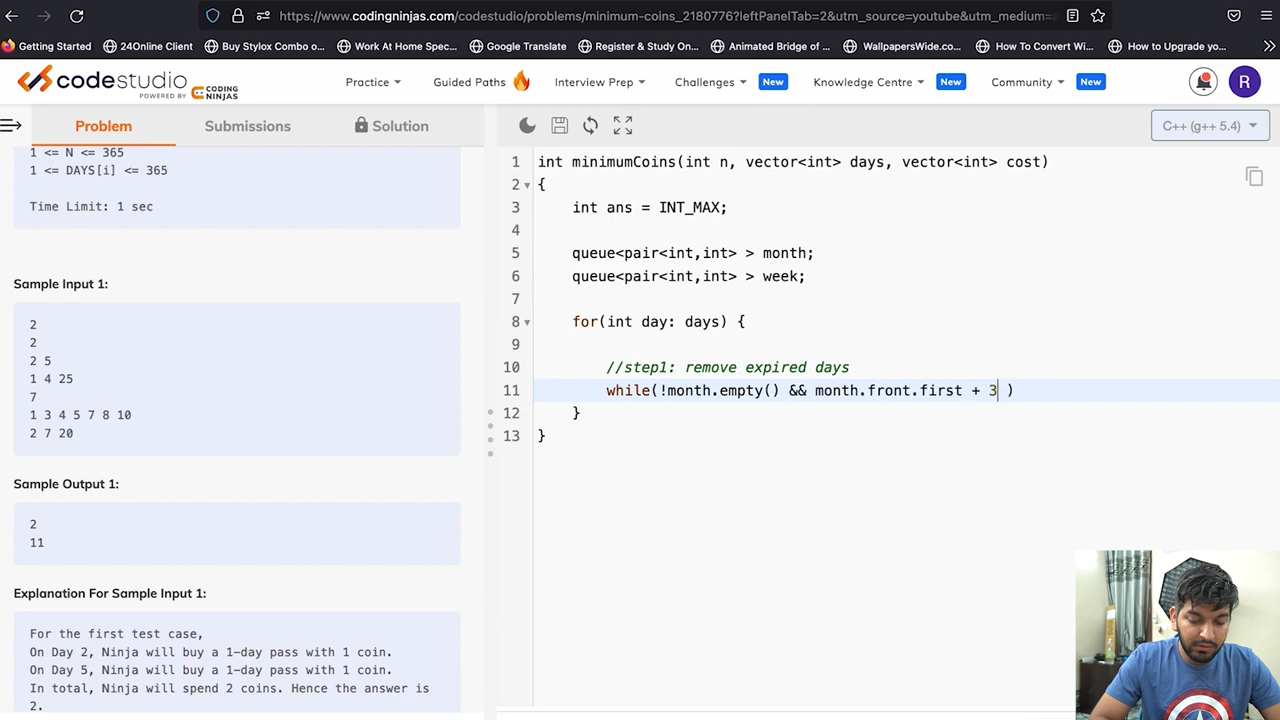 https://www.codingninjas.com/codestudio/problems/minimum-coins_2180776?leftPanelTab=2&utm_source=youtube&utm_medium=
Getting Started 24Online Client Buy Stylox Combo o... Work At Home Spec... Google Translate Register & Study On... Animated Bridge of ... WallpapersWide.co... How To Convert Wi... How to Upgrade yo...
codestudio
POWERED BY CODING NINJAS
Practice Guided Paths Interview Prep Challenges New Knowledge Centre New Community New R
Problem Submissions Solution
C++ (g++ 5.4)
1 <= N <= 365
1 <= DAYS[i] <= 365
Time Limit: 1 sec
Sample Input 1:
2
2
2 5
1 4 25
7
1 3 4 5 7 8 10
2 7 20
Sample Output 1:
2
11
Explanation For Sample Input 1:
For the first test case,
On Day 2, Ninja will buy a 1-day pass with 1 coin.
On Day 5, Ninja will buy a 1-day pass with 1 coin.
In total, Ninja will spend 2 coins. Hence the answer is
2.
1 int minimumCoins(int n, vector<int> days, vector<int> cost)
2 {
3 int ans = INT_MAX;
4
5 queue<pair<int,int> > month;
6 queue<pair<int,int> > week;
7
8 for(int day: days) {
9
10 //step1: remove expired days
11 while(!month.empty() && month.front.first + 3 )
12 }
13 }